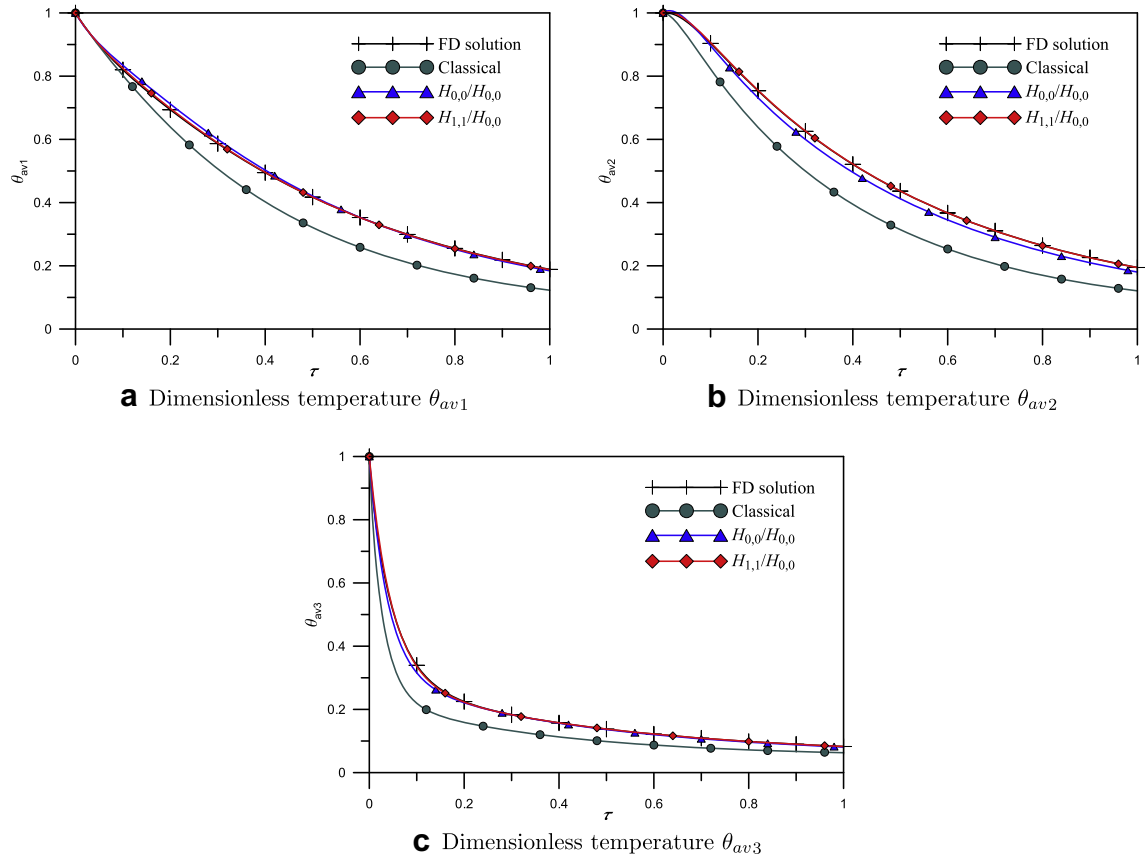 1
0.8
0.6
0.4
0.2
0
θav1
0
0.2
0.4
0.6
0.8
1
τ
FD solution
Classical
H0,0/H0,0
H1,1/H0,0
a Dimensionless temperature θav1
1
0.8
0.6
0.4
0.2
0
θav2
0
0.2
0.4
0.6
0.8
1
τ
FD solution
Classical
H0,0/H0,0
H1,1/H0,0
b Dimensionless temperature θav2
1
0.8
0.6
0.4
0.2
0
θav3
0
0.2
0.4
0.6
0.8
1
τ
FD solution
Classical
H0,0/H0,0
H1,1/H0,0
c Dimensionless temperature θav3